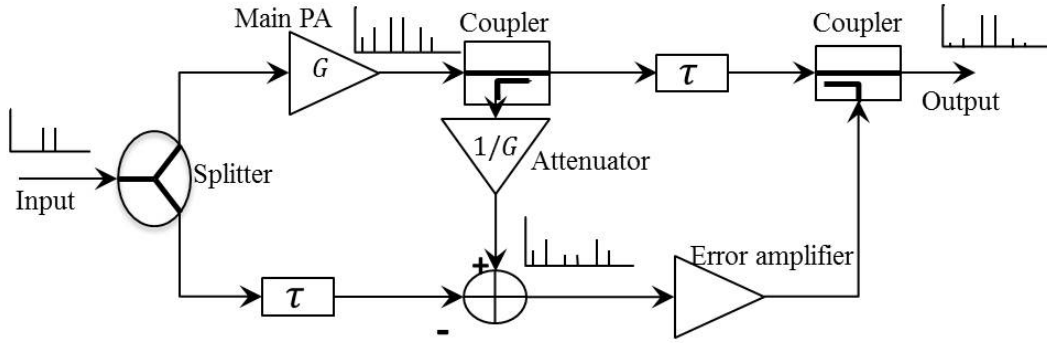 Main PA
Coupler
Coupler
G
τ
Output
1/G
Attenuator
Splitter
Input
+
Error amplifier
τ
-